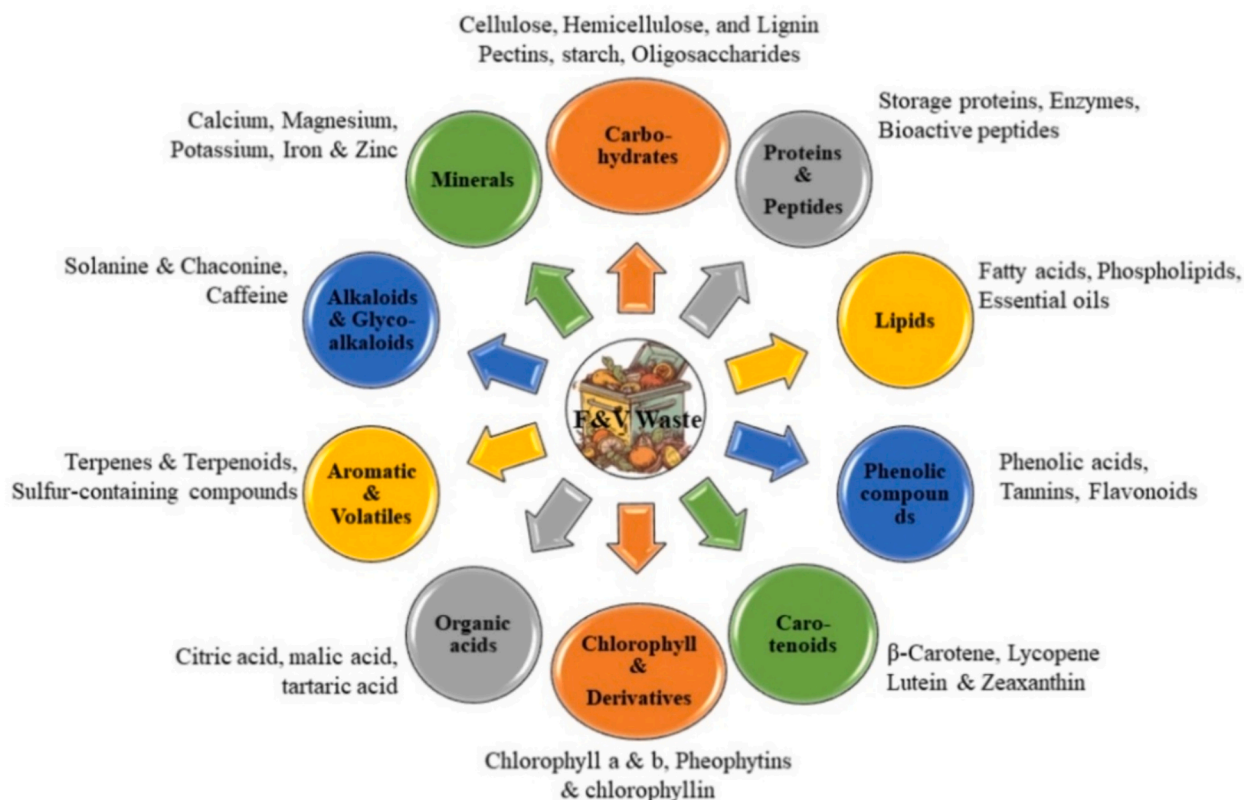 Cellulose, Hemicellulose, and Lignin
Pectins, starch, Oligosaccharides
Carbo-
hydrates
Storage proteins, Enzymes,
Bioactive peptides
Proteins
&
Peptides
Fatty acids, Phospholipids,
Essential oils
Lipids
Phenolic acids,
Tannins, Flavonoids
Phenolic
compoun
ds
Caro-
tenoids
β-Carotene, Lycopene
Lutein & Zeaxanthin
Chlorophyll
&
Derivatives
Chlorophyll a & b, Pheophytins
& chlorophyllin
Organic
acids
Citric acid, malic acid,
tartaric acid
Aromatic
&
Volatiles
Terpenes & Terpenoids,
Sulfur-containing compounds
Alkaloids
& Glyco-
alkaloids
Solanine & Chaconine,
Caffeine
Minerals
Calcium, Magnesium,
Potassium, Iron & Zinc
F&V Waste